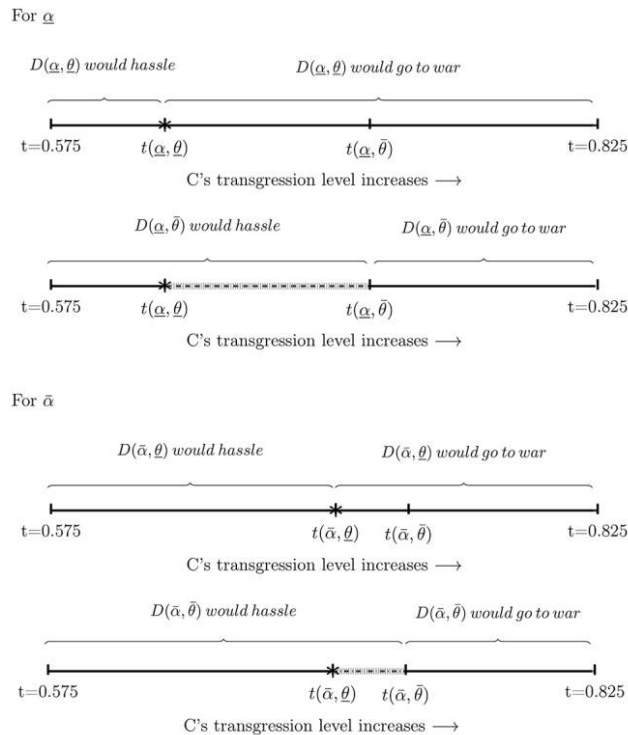 For α̲
D(α̲, θ̲) would hassle D(α̲, θ̲) would go to war
t=0.575 t(α̲, θ̲) t(α̲, θ̄) t=0.825
C's transgression level increases ⟶
D(α̲, θ̄) would hassle D(α̲, θ̄) would go to war
t=0.575 t(α̲, θ̲) t(α̲, θ̄) t=0.825
C's transgression level increases ⟶
For ᾱ
D(ᾱ, θ̲) would hassle D(ᾱ, θ̲) would go to war
t=0.575 t(ᾱ, θ̲) t(ᾱ, θ̄) t=0.825
C's transgression level increases ⟶
D(ᾱ, θ̄) would hassle D(ᾱ, θ̄) would go to war
t=0.575 t(ᾱ, θ̲) t(ᾱ, θ̄) t=0.825
C's transgression level increases ⟶